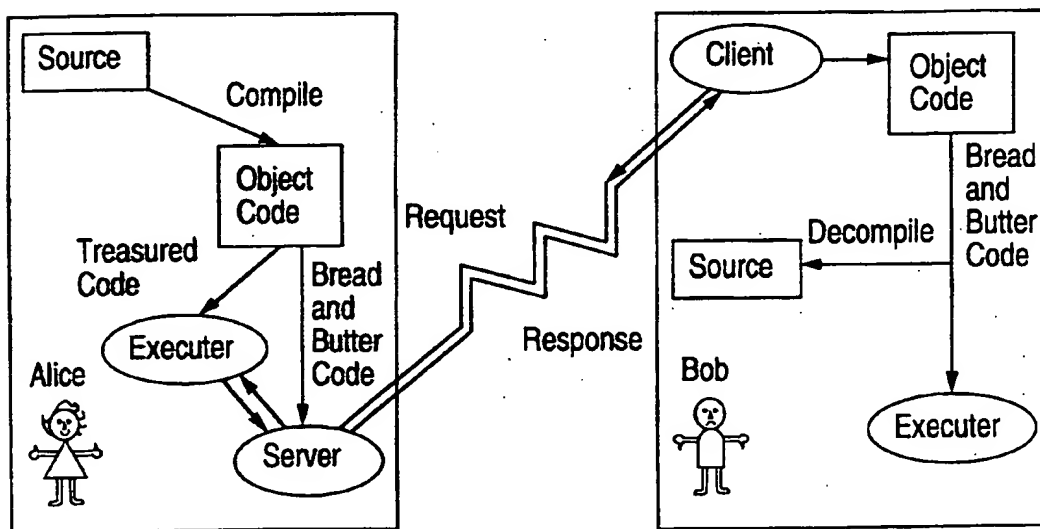 Source
Compile
Object
Code
Treasured
Code
Bread
and
Butter
Code
Executer
Alice
Server
Request
Response
Client
Object
Code
Bread
and
Butter
Code
Decompile
Source
Bob
Executer